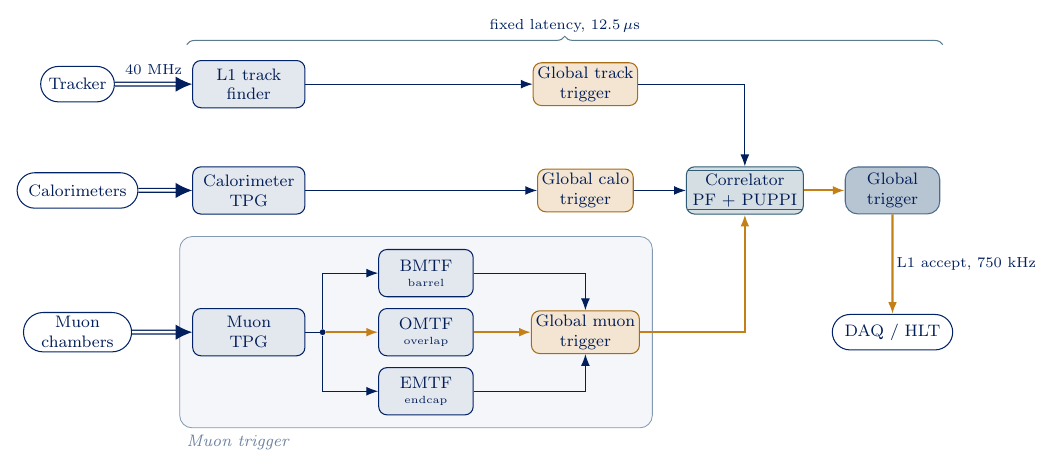 fixed latency, 12.5 μs
Tracker
40 MHz
L1 track
finder
Global track
trigger
Calorimeters
Calorimeter
TPG
Global calo
trigger
Correlator
PF + PUPPI
Global
trigger
L1 accept, 750 kHz
Muon
chambers
Muon
TPG
BMTF
barrel
OMTF
overlap
EMTF
endcap
Global muon
trigger
DAQ / HLT
Muon trigger